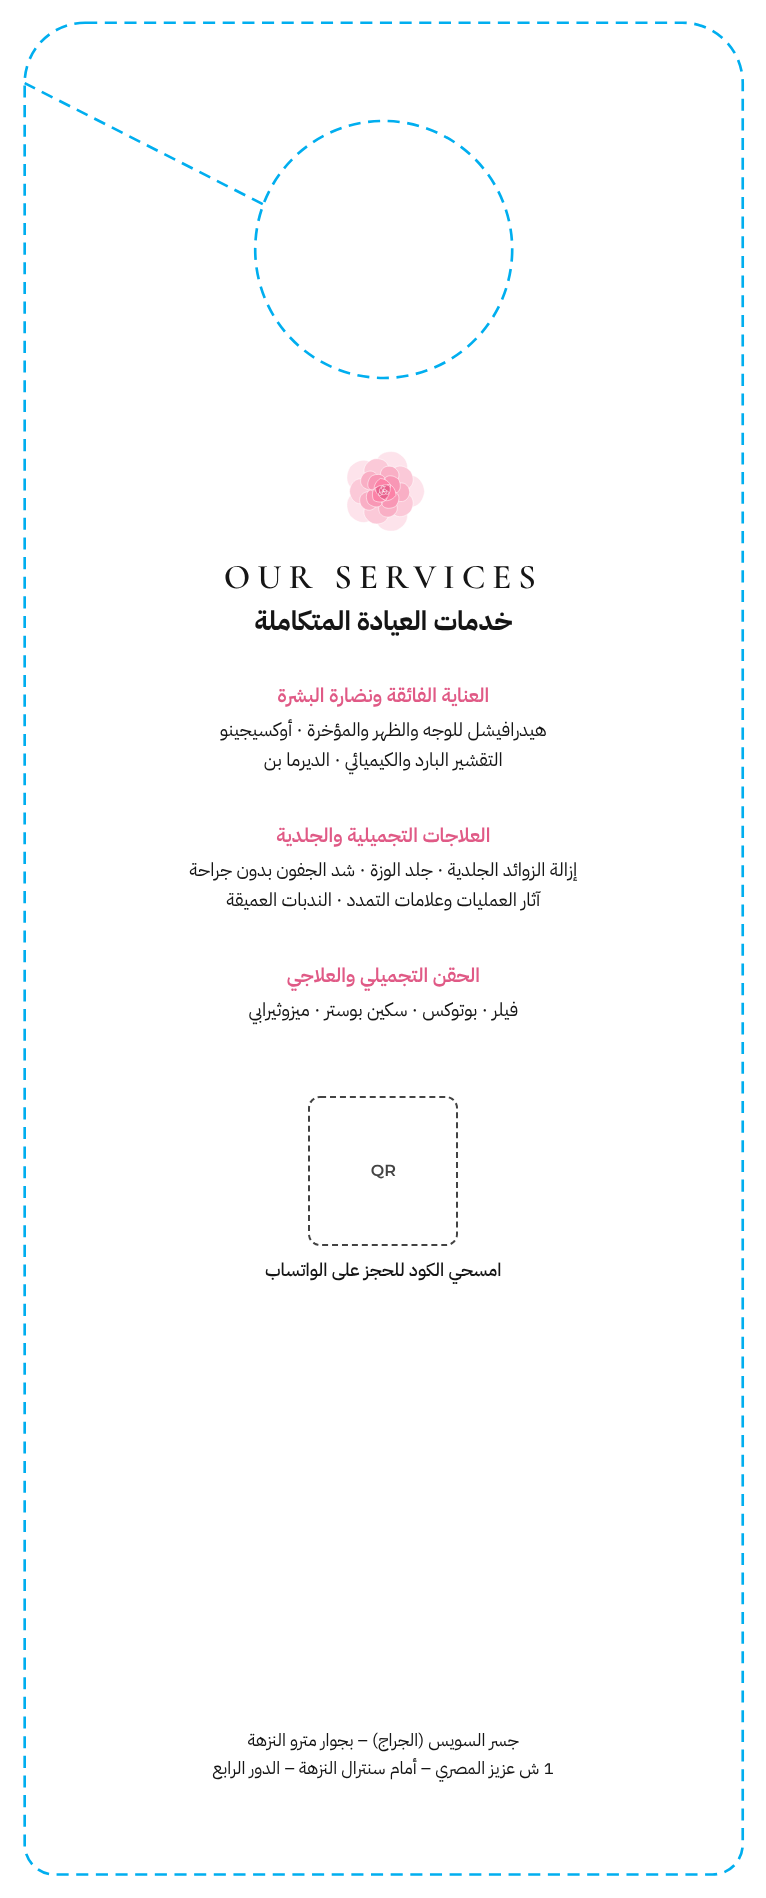 OUR SERVICES
خدمات العيادة المتكاملة
العناية الفائقة ونضارة البشرة
هيدرافيشل للوجه والظهر والمؤخرة · أوكسيجينو
التقشير البارد والكيميائي · الديرما بن
العلاجات التجميلية والجلدية
إزالة الزوائد الجلدية · جلد الوزة · شد الجفون بدون جراحة
آثار العمليات وعلامات التمدد · الندبات العميقة
الحقن التجميلي والعلاجي
فيلر · بوتوكس · سكين بوستر · ميزوثيرابي
QR
امسحي الكود للحجز على الواتساب
جسر السويس (الجراج) – بجوار مترو النزهة
1 ش عزيز المصري – أمام سنترال النزهة – الدور الرابع